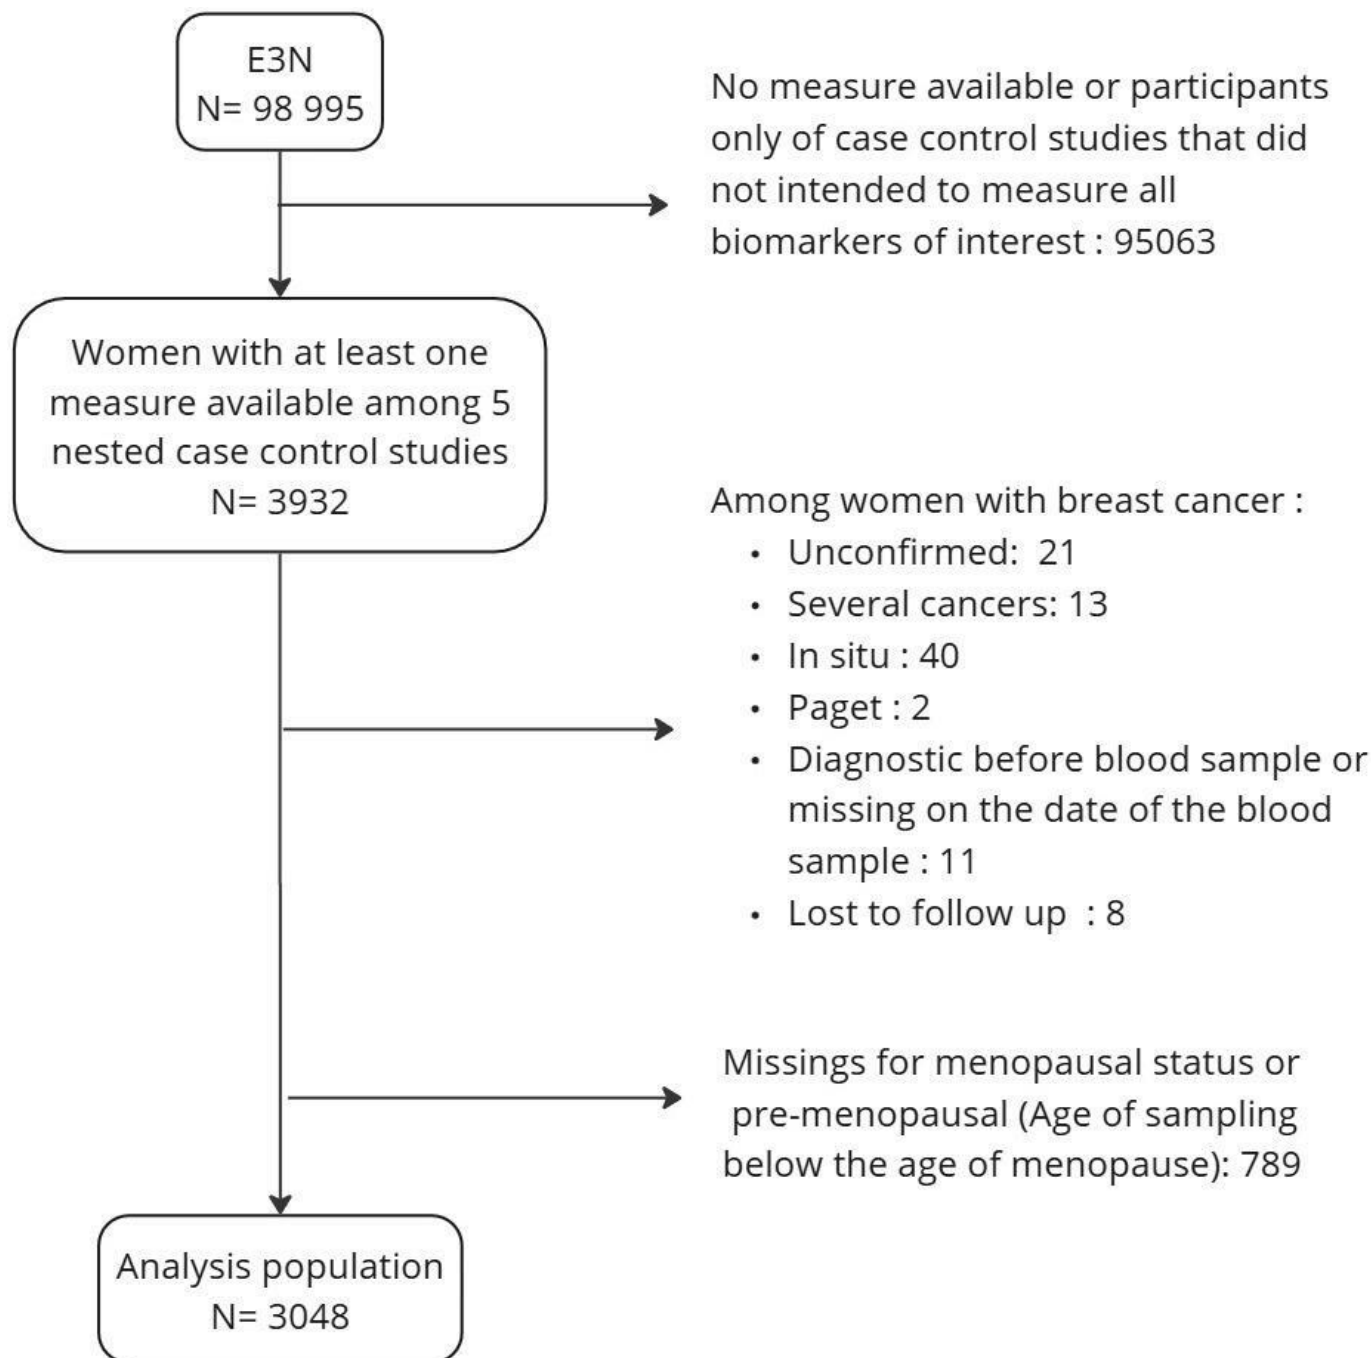 E3N
N= 98 995
No measure available or participants
only of case control studies that did
not intended to measure all
biomarkers of interest : 95063
Women with at least one
measure available among 5
nested case control studies
N= 3932
Among women with breast cancer :
• Unconfirmed:  21
• Several cancers: 13
• In situ : 40
• Paget : 2
• Diagnostic before blood sample or
missing on the date of the blood
sample : 11
• Lost to follow up  : 8
Missings for menopausal status or
pre-menopausal (Age of sampling
below the age of menopause): 789
Analysis population
N= 3048